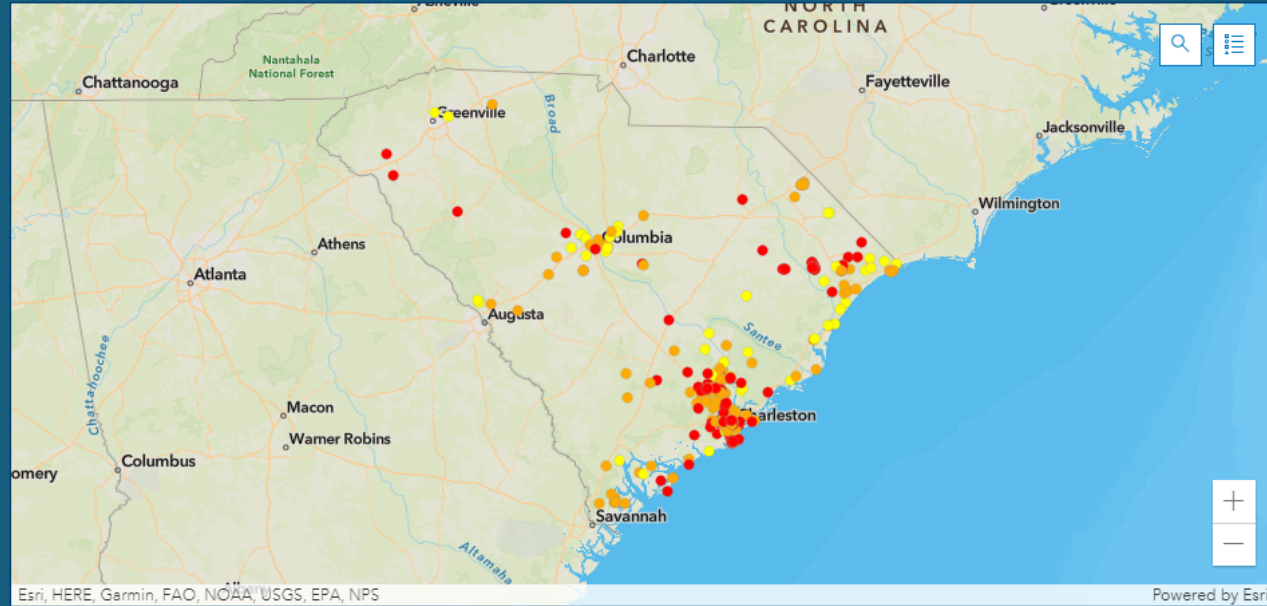 NORTH
CAROLINA
Charlotte
Nantahala
National Forest
Chattanooga
Fayetteville
Greenville
Broad
Jacksonville
Wilmington
Columbia
Athens
Atlanta
Augusta
Santee
Chattahoochee
Macon
Charleston
Warner Robins
Columbus
omery
Savannah
Altamaha
Esri, HERE, Garmin, FAO, NOAA, USGS, EPA, NPS
Powered by Esri